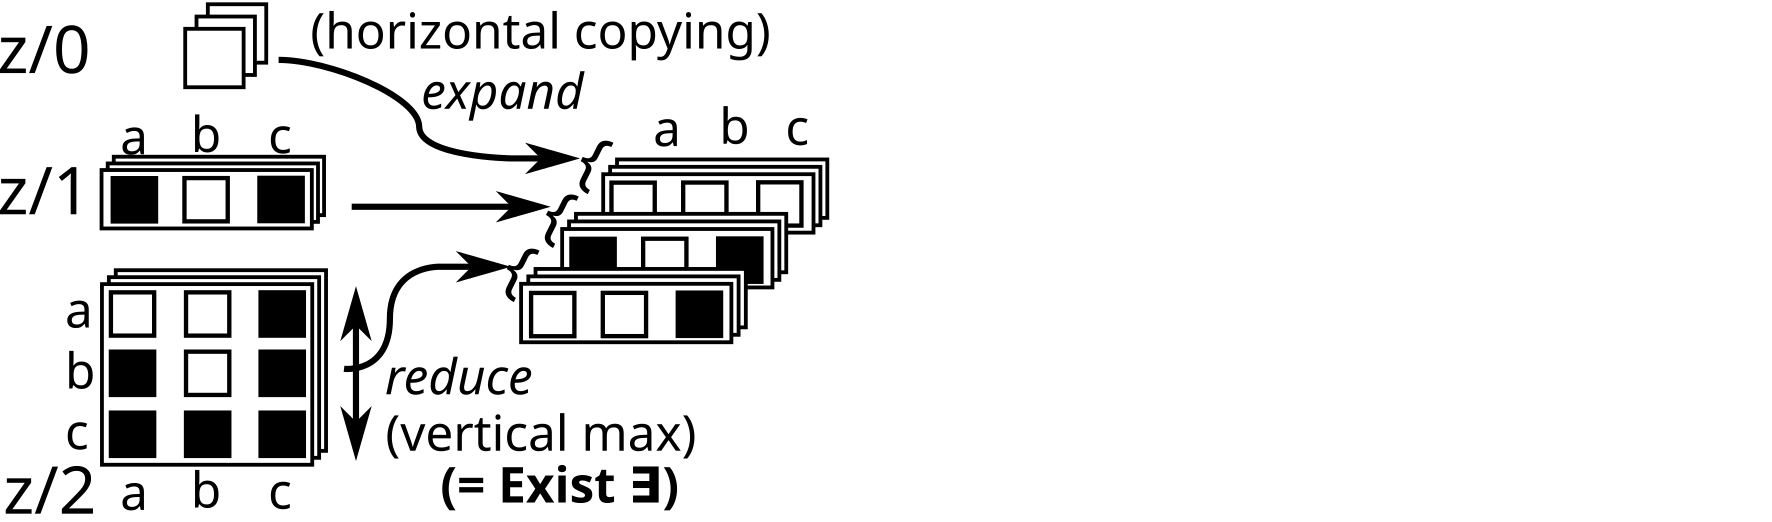 z/0
(horizontal copying)
expand
a b c
a b c
z/1
a
b
c
reduce
(vertical max)
(= Exist ∃)
z/2
a b c